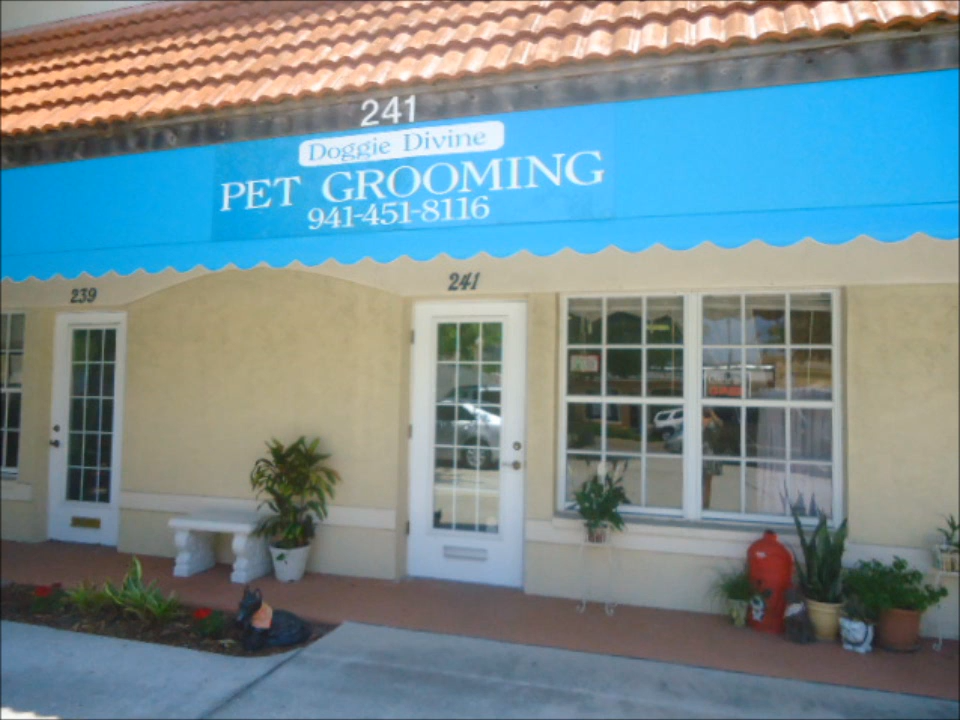 241
Doggie Divine
PET GROOMING
941-451-8116
239
241